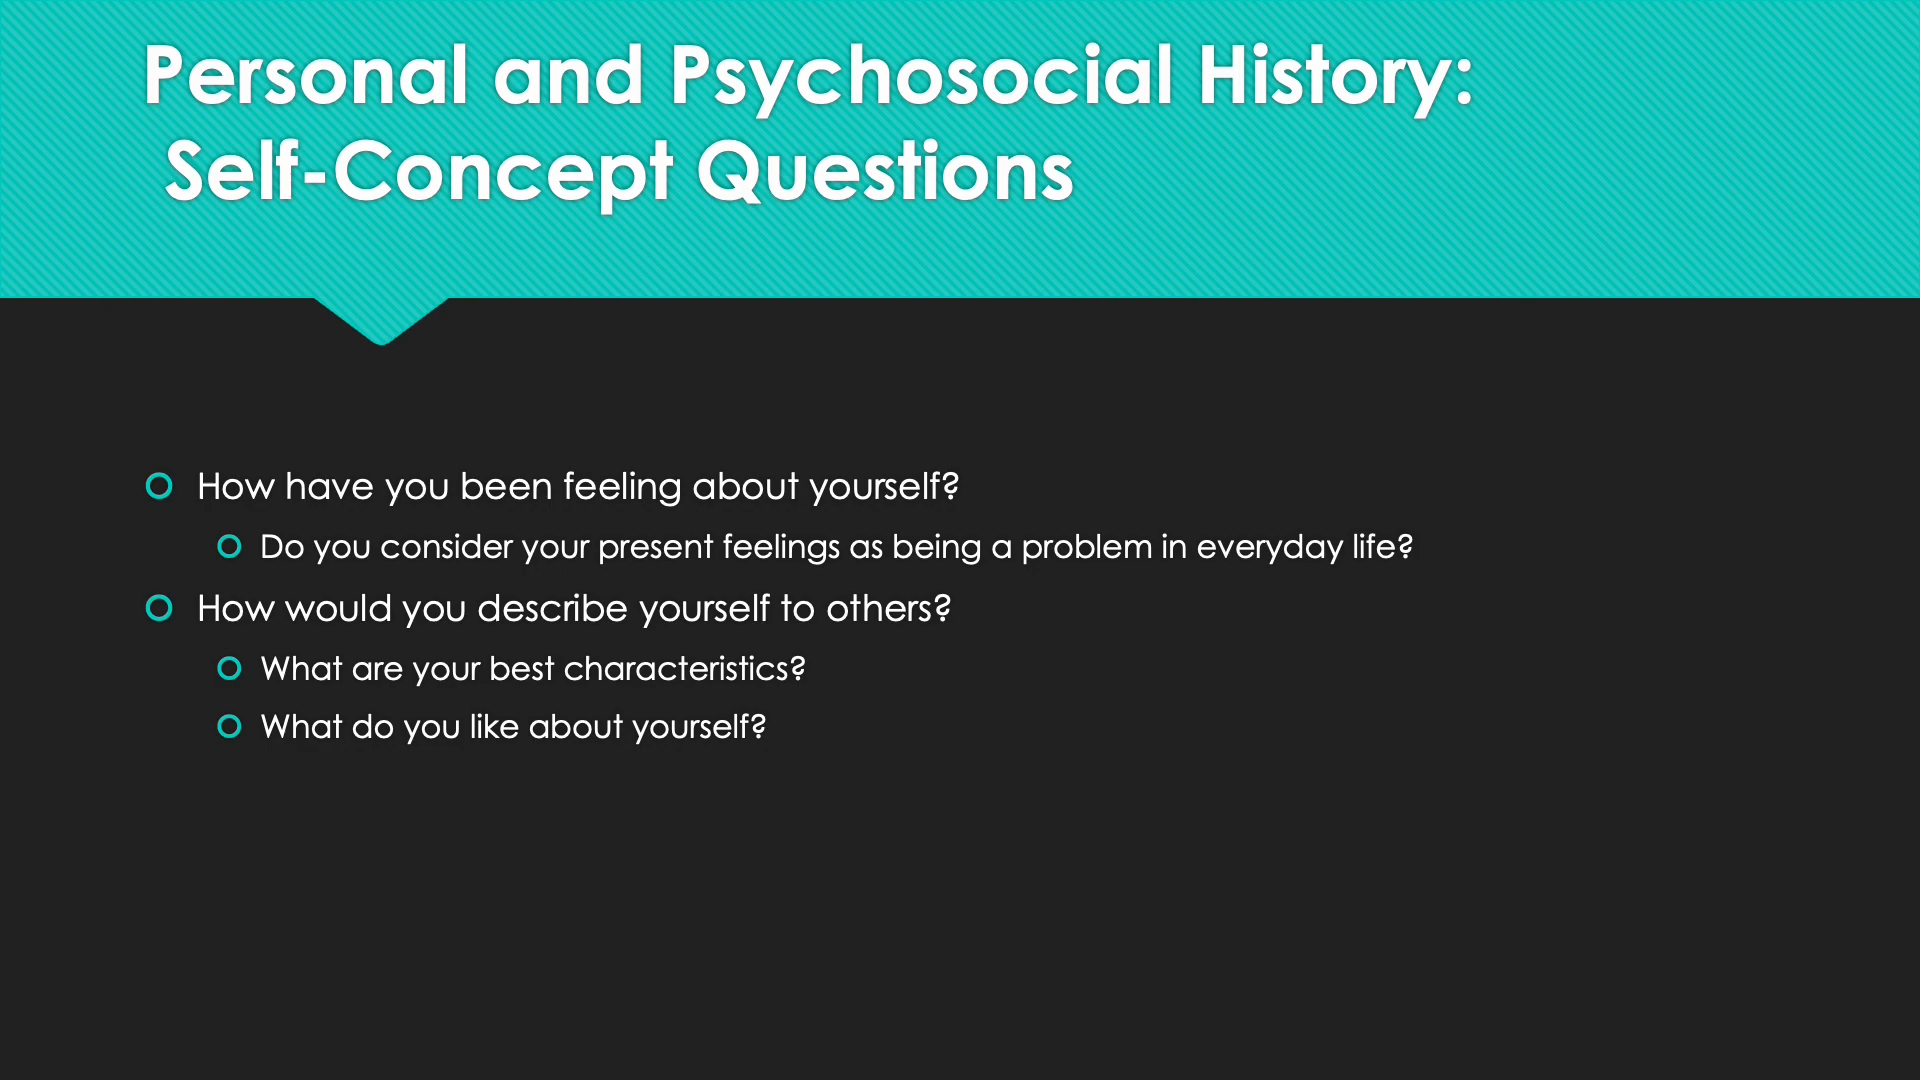 Personal and Psychosocial History:
Self-Concept Questions
How have you been feeling about yourself?
Do you consider your present feelings as being a problem in everyday life?
How would you describe yourself to others?
What are your best characteristics?
What do you like about yourself?